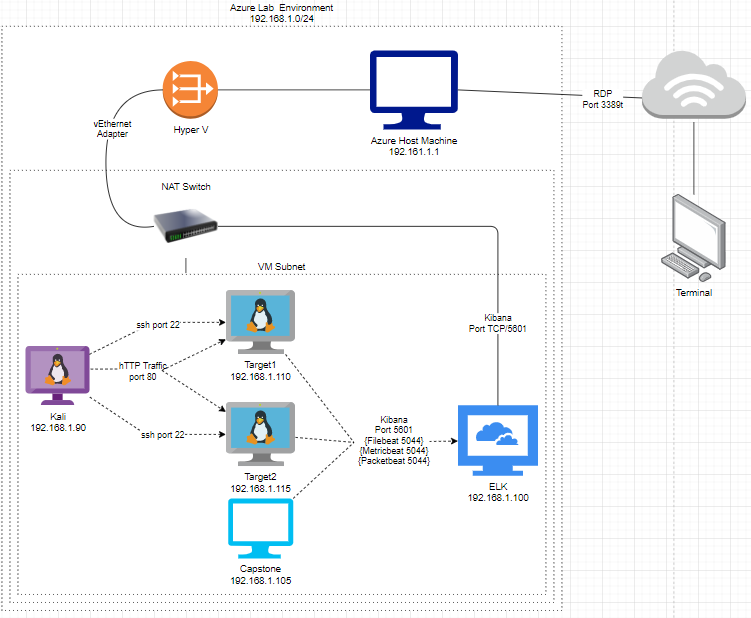 Azure Lab Environment
192.168.1.0/24
RDP
Port 3389t
vEthernet
Adapter
Hyper V
Azure Host Machine
192.161.1.1
NAT Switch
VM Subnet
Terminal
Kibana
Port TCP/5601
ssh port 22
hTTP Traffic
port 80
Target1
192.168.1.110
Kali
192.168.1.90
ssh port 22
Kibana
Port 5601
{Filebeat 5044}
{Metricbeat 5044}
{Packetbeat 5044}
Target2
192.168.1.115
ELK
192.168.1.100
Capstone
192.168.1.105